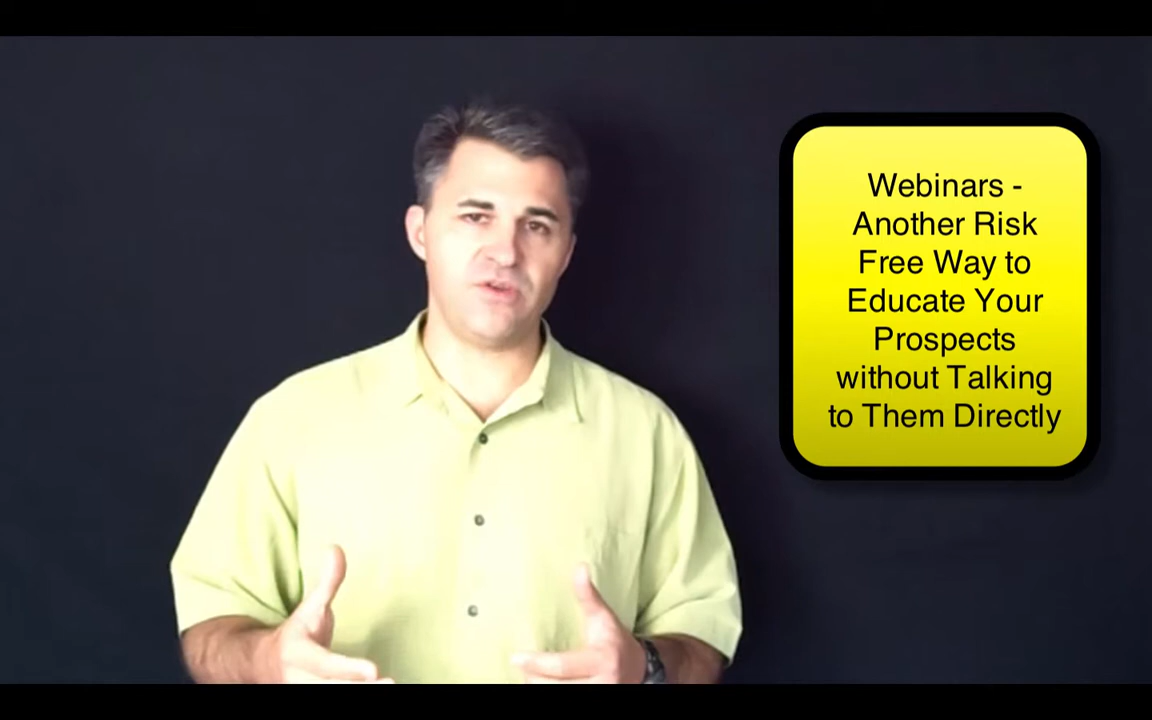 Webinars -
Another Risk
Free Way to
Educate Your
Prospects
without Talking
to Them Directly